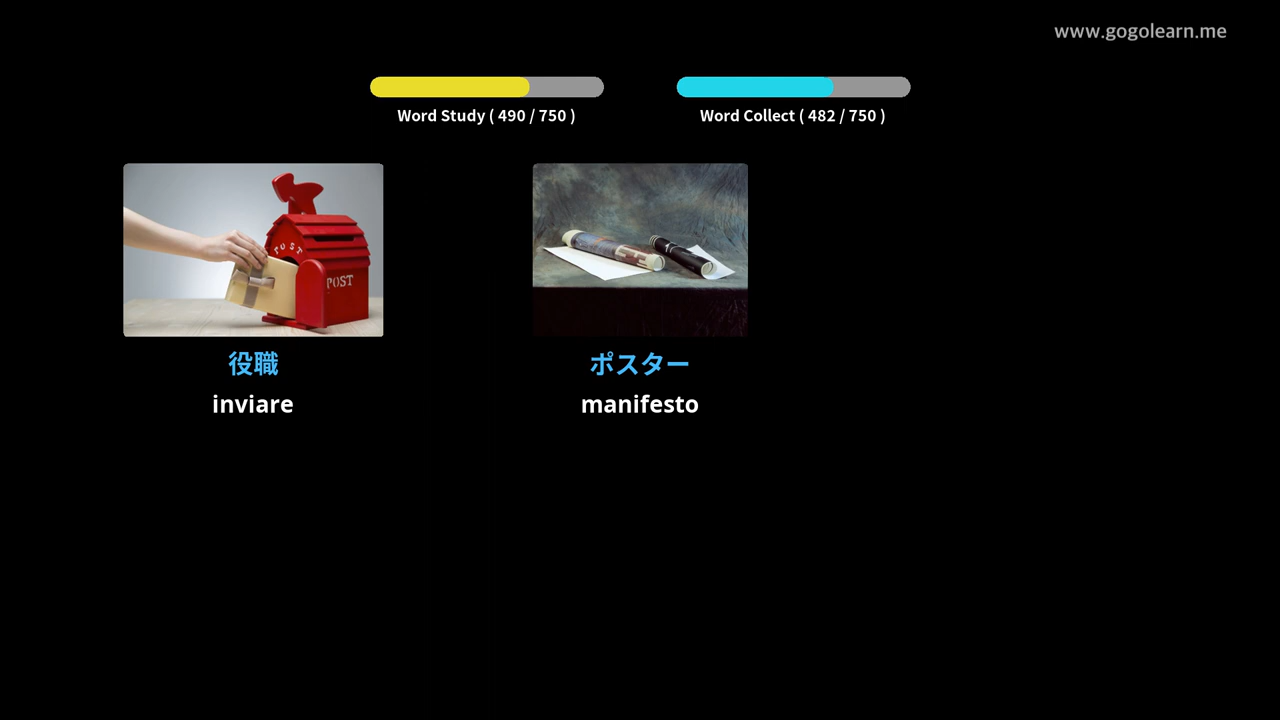 www.gogolearn.me
Word Study ( 490 / 750 )
Word Collect ( 482 / 750 )
POST
POST
役職
inviare
ポスター
manifesto